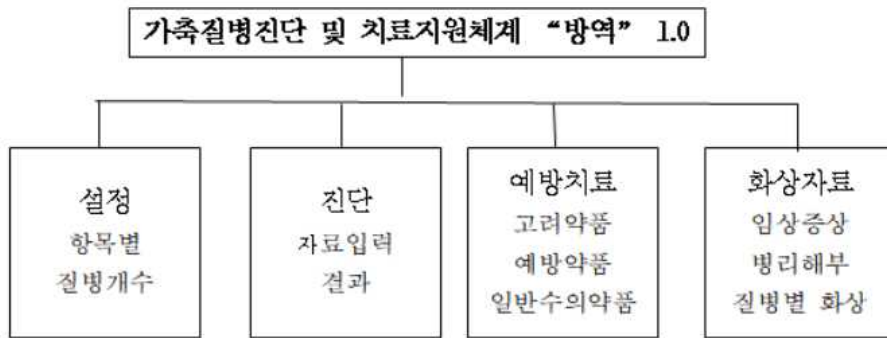 가축질병진단 및 치료지원체계 “방역” 1.0
설정
항목별
질병개수
진단
자료입력
결과
예방치료
고려약품
예방약품
일반수의약품
화상자료
임상증상
병리해부
질병별 화상